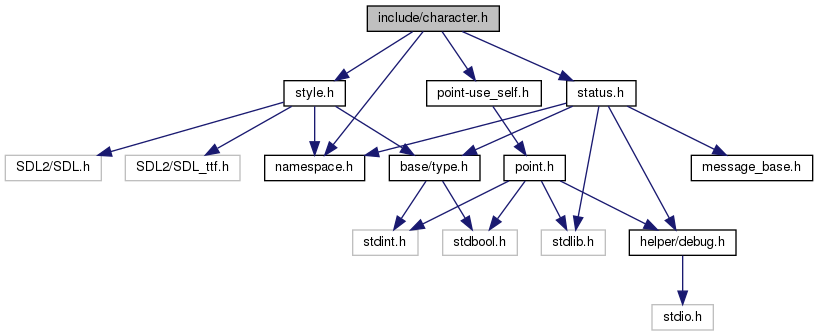 include/character.h
style.h
point-use_self.h
status.h
SDL2/SDL.h
SDL2/SDL_ttf.h
namespace.h
base/type.h
point.h
message_base.h
stdint.h
stdbool.h
stdlib.h
helper/debug.h
stdio.h